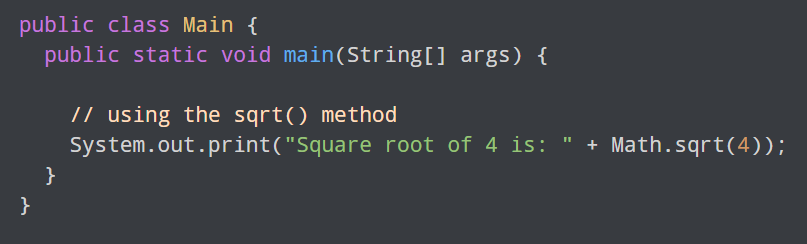 public class Main {
public static void main(String[] args) {
// using the sqrt() method
System.out.print("Square root of 4 is: " + Math.sqrt(4));
}
}